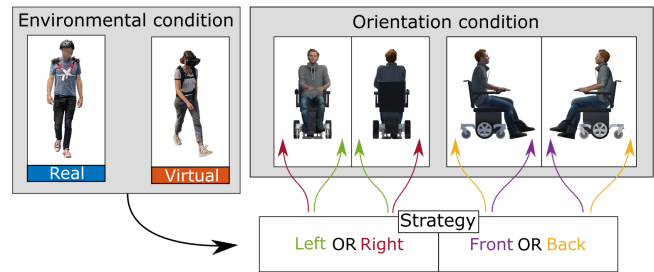 Environmental condition
Orientation condition
Real
Virtual
Strategy
Left OR Right
Front OR Back